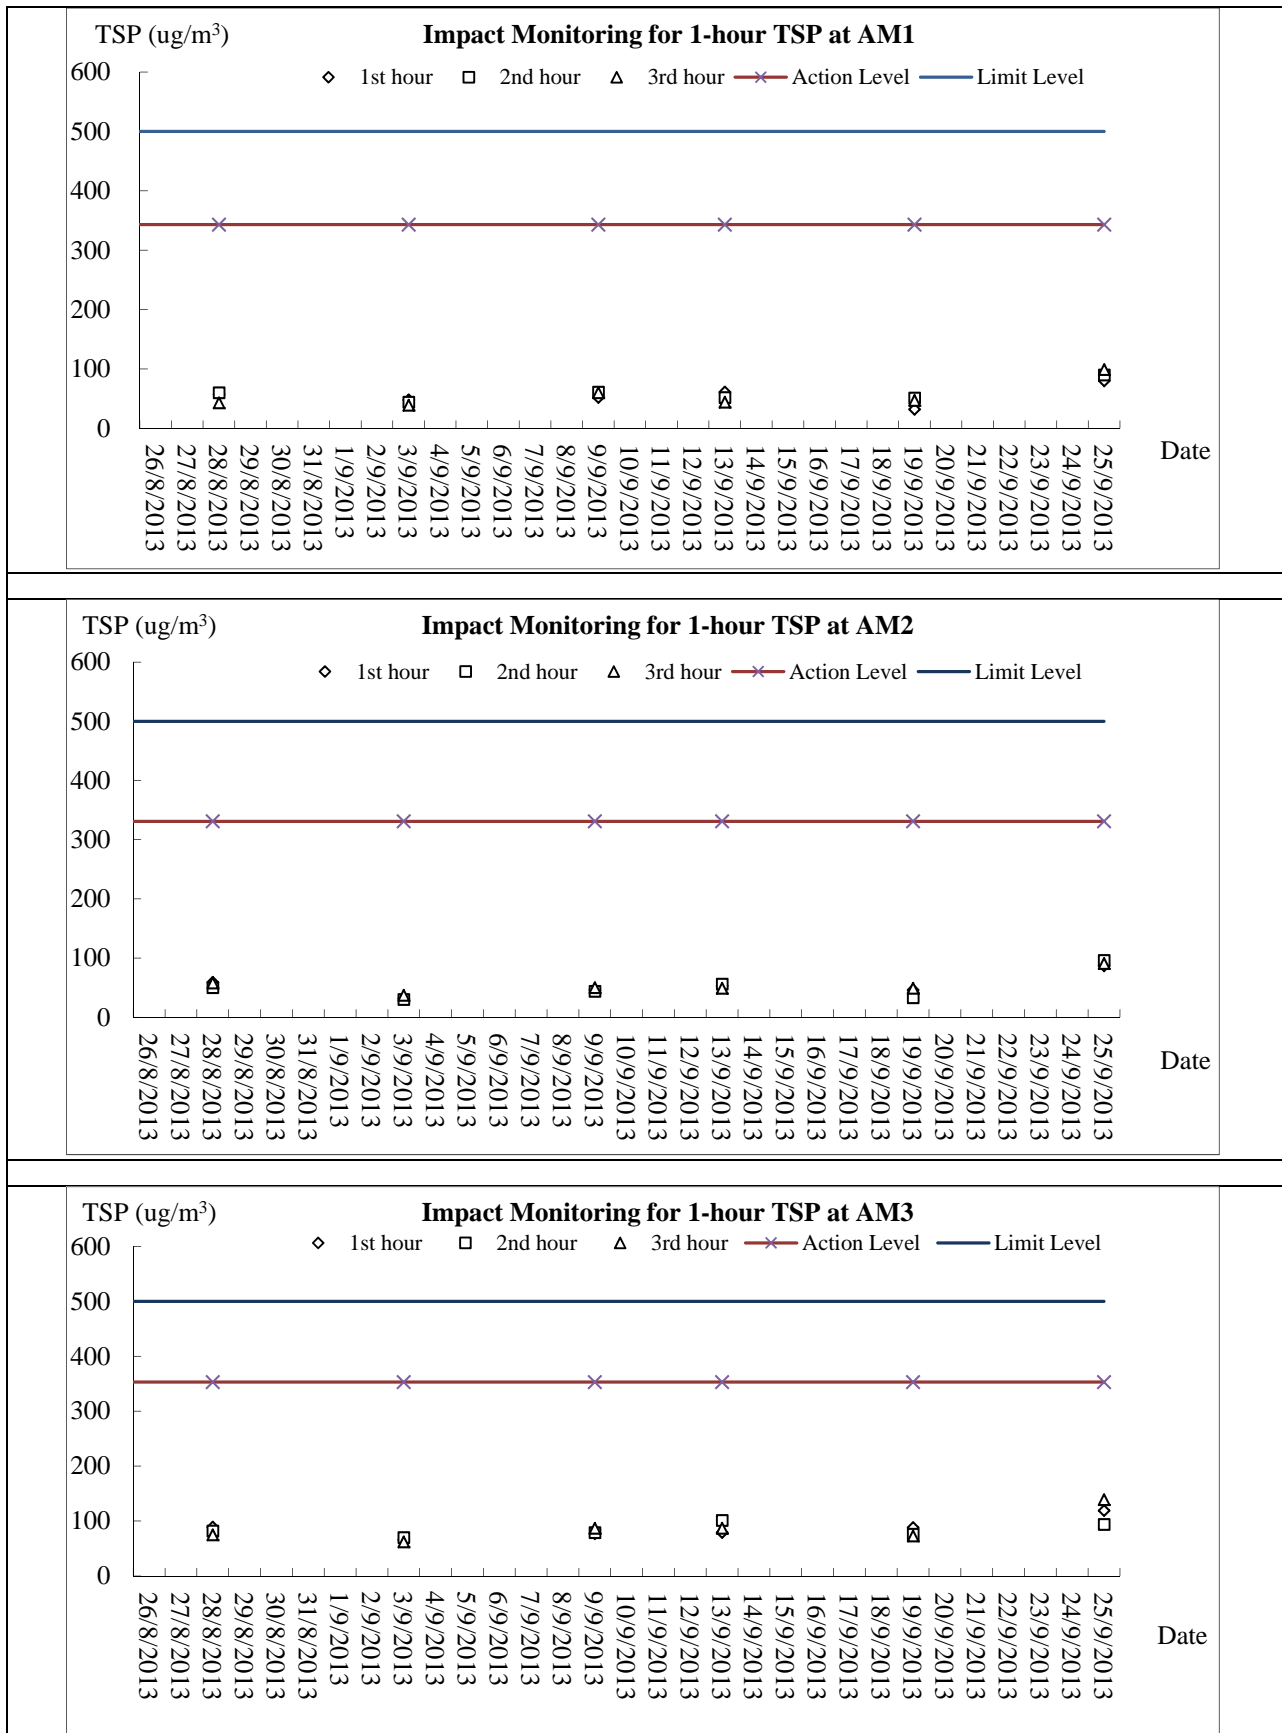 TSP (ug/m³) Impact Monitoring for 1-hour TSP at AM1
1st hour 2nd hour 3rd hour Action Level Limit Level
600
500
400
300
200
100
0
26/8/2013 27/8/2013 28/8/2013 29/8/2013 30/8/2013 31/8/2013 1/9/2013 2/9/2013 3/9/2013 4/9/2013 5/9/2013 6/9/2013 7/9/2013 8/9/2013 9/9/2013 10/9/2013 11/9/2013 12/9/2013 13/9/2013 14/9/2013 15/9/2013 16/9/2013 17/9/2013 18/9/2013 19/9/2013 20/9/2013 21/9/2013 22/9/2013 23/9/2013 24/9/2013 25/9/2013
Date
TSP (ug/m³) Impact Monitoring for 1-hour TSP at AM2
1st hour 2nd hour 3rd hour Action Level Limit Level
600
500
400
300
200
100
0
26/8/2013 27/8/2013 28/8/2013 29/8/2013 30/8/2013 31/8/2013 1/9/2013 2/9/2013 3/9/2013 4/9/2013 5/9/2013 6/9/2013 7/9/2013 8/9/2013 9/9/2013 10/9/2013 11/9/2013 12/9/2013 13/9/2013 14/9/2013 15/9/2013 16/9/2013 17/9/2013 18/9/2013 19/9/2013 20/9/2013 21/9/2013 22/9/2013 23/9/2013 24/9/2013 25/9/2013
Date
TSP (ug/m³) Impact Monitoring for 1-hour TSP at AM3
1st hour 2nd hour 3rd hour Action Level Limit Level
600
500
400
300
200
100
0
26/8/2013 27/8/2013 28/8/2013 29/8/2013 30/8/2013 31/8/2013 1/9/2013 2/9/2013 3/9/2013 4/9/2013 5/9/2013 6/9/2013 7/9/2013 8/9/2013 9/9/2013 10/9/2013 11/9/2013 12/9/2013 13/9/2013 14/9/2013 15/9/2013 16/9/2013 17/9/2013 18/9/2013 19/9/2013 20/9/2013 21/9/2013 22/9/2013 23/9/2013 24/9/2013 25/9/2013
Date